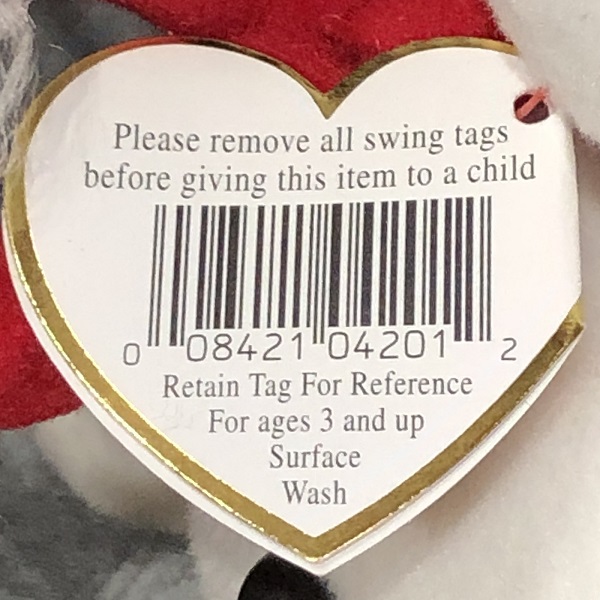 Please remove all swing tags
before giving this item to a child
0 08421 04201 2
Retain Tag For Reference
For ages 3 and up
Surface
Wash